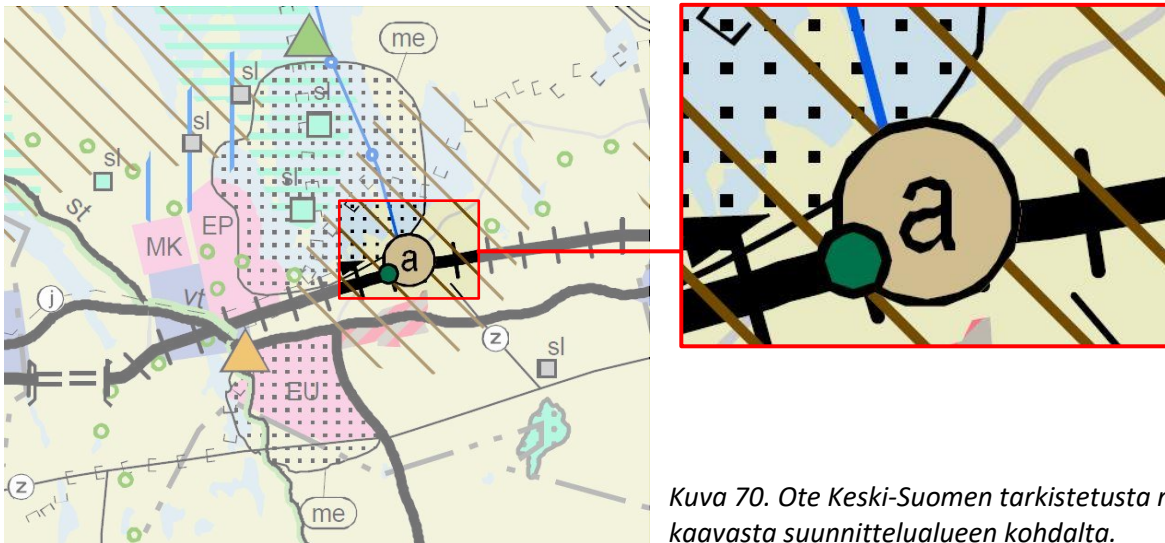 me
sl
sl
sl
sl
sl
st
EP
MK
a
a
vt
j
z
sl
EU
z
me
Kuva 70. Ote Keski-Suomen tarkistetusta
kaavasta suunnittelualueen kohdalta.